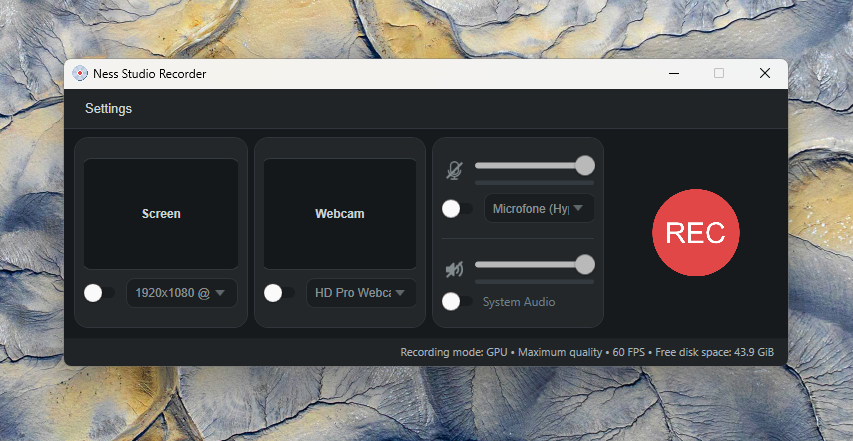 Ness Studio Recorder
Settings
Screen
1920x1080 @
Webcam
HD Pro Webca
Microfone (Hy
System Audio
REC
Recording mode: GPU • Maximum quality • 60 FPS • Free disk space: 43.9 GiB